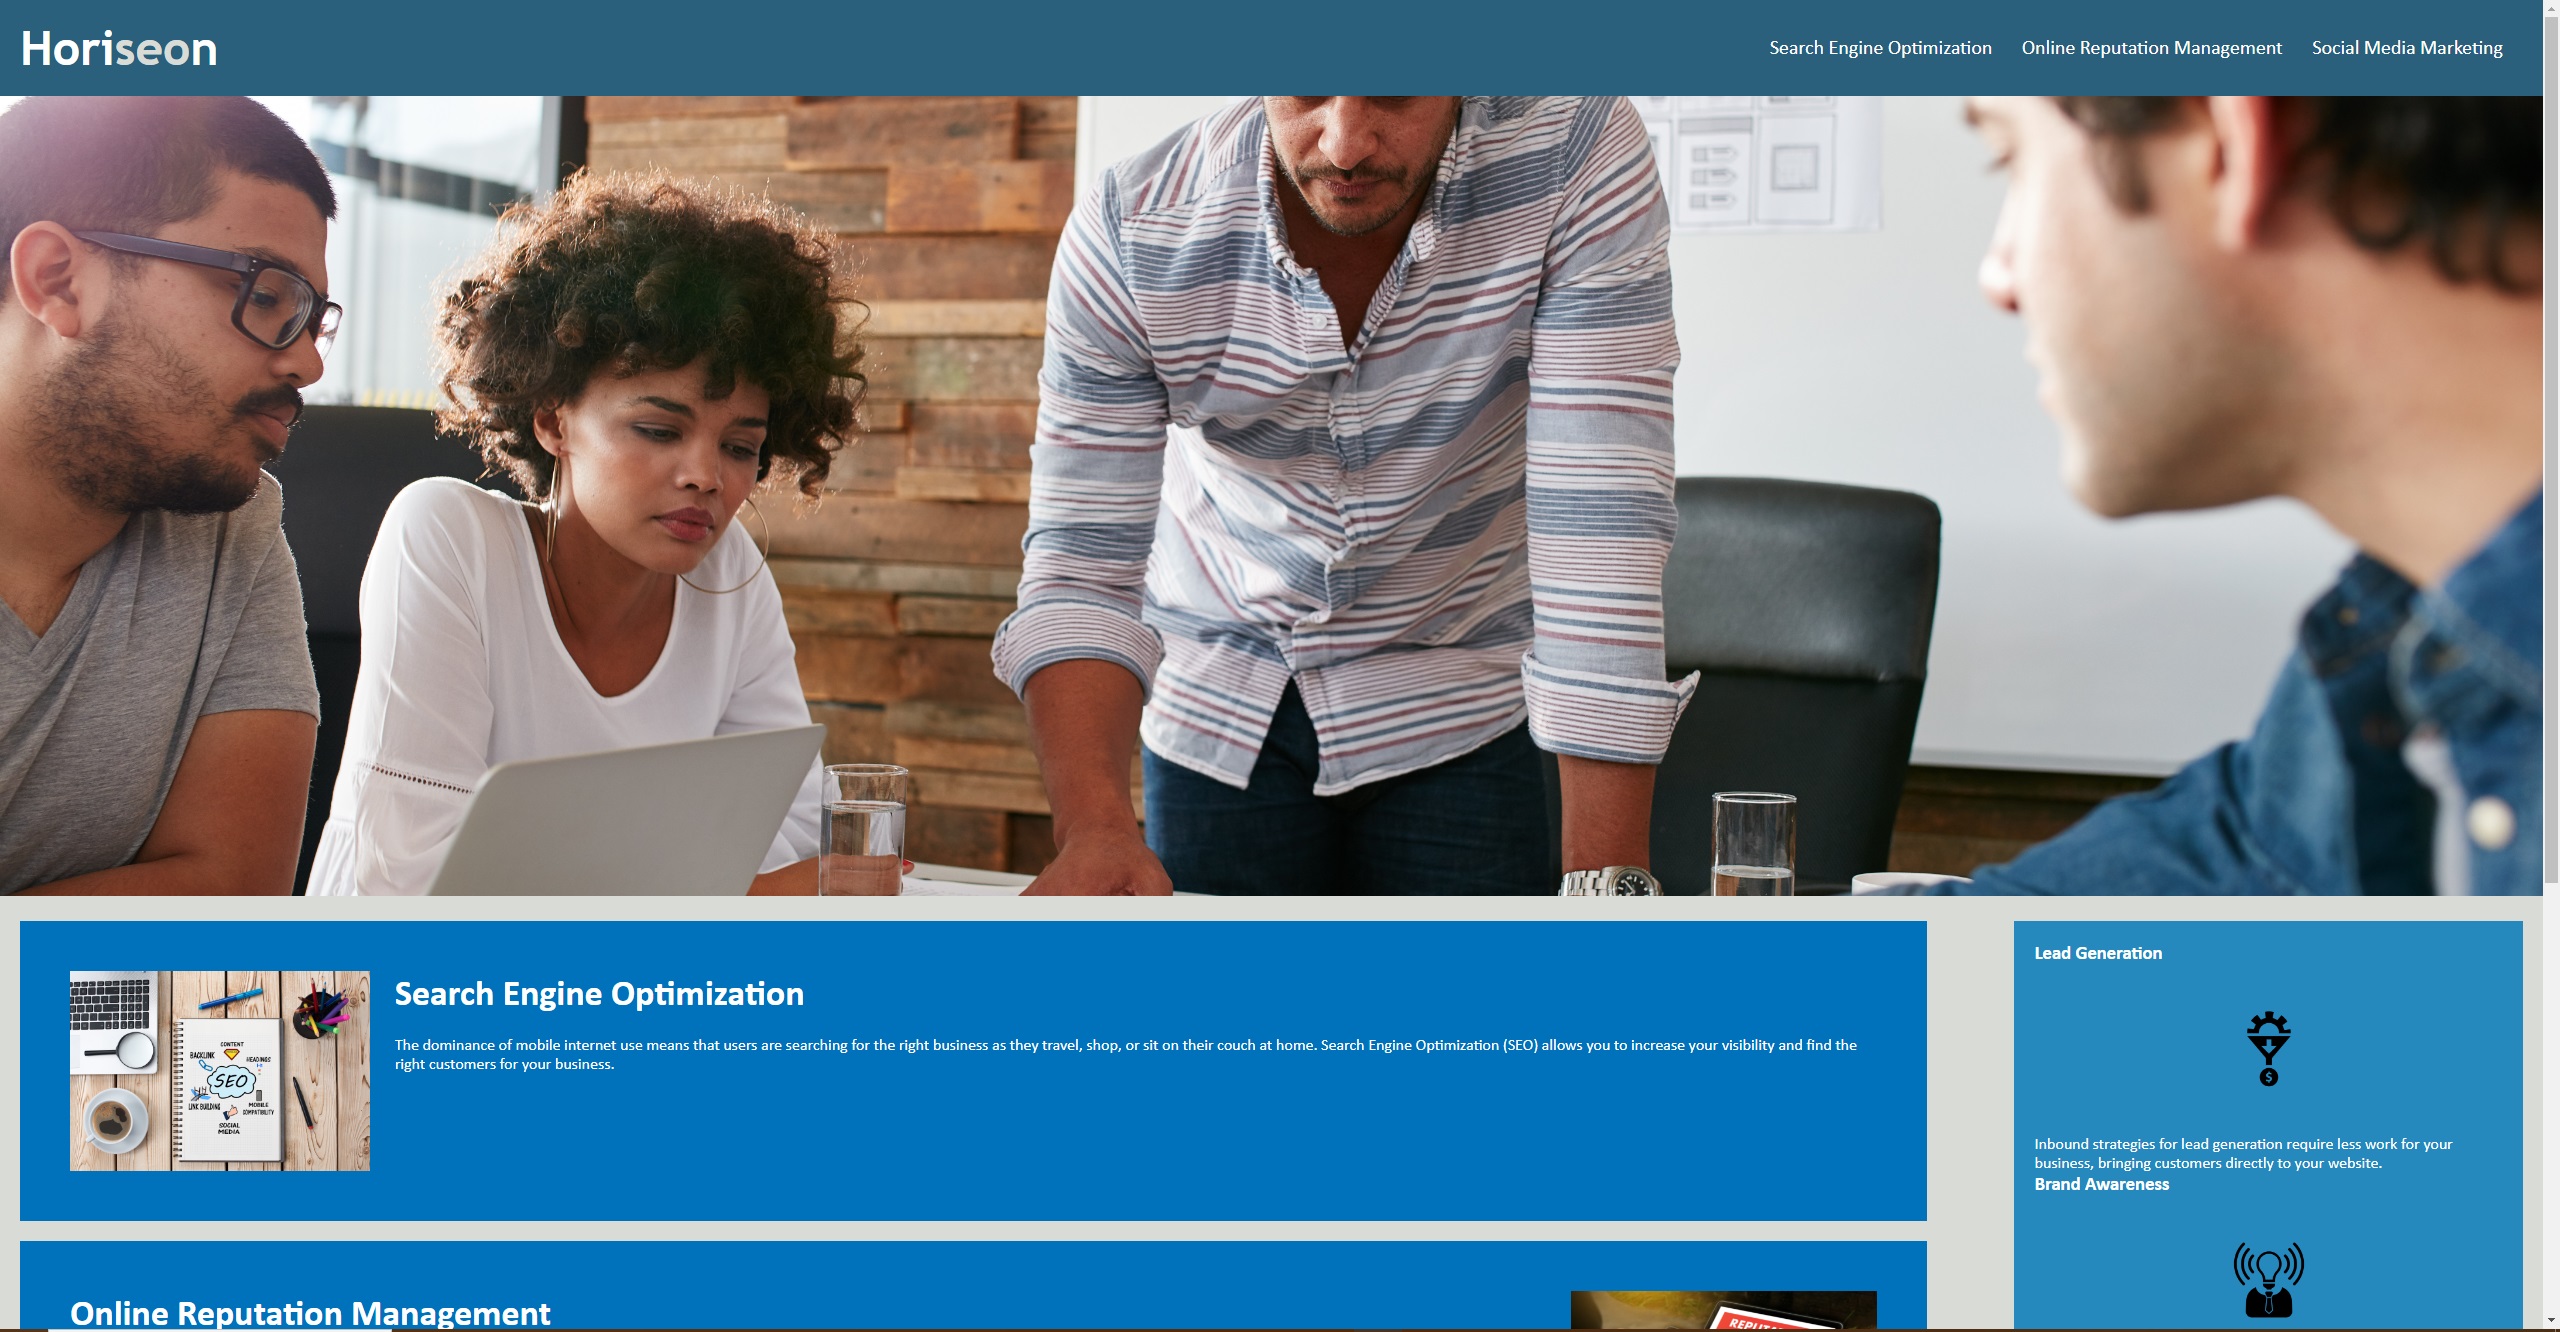 Horiseon
Search Engine Optimization
Online Reputation Management
Social Media Marketing
Search Engine Optimization
The dominance of mobile internet use means that users are searching for the right business as they travel, shop, or sit on their couch at home. Search Engine Optimization (SEO) allows you to increase your visibility and find the
right customers for your business.
CONTENT
BACKLINK
HEADINGS
SEO
LINK BUILDING
MOBILE
COMPATIBILITY
SOCIAL
MEDIA
Lead Generation
$
Inbound strategies for lead generation require less work for your
business, bringing customers directly to your website.
Brand Awareness
Online Reputation Management